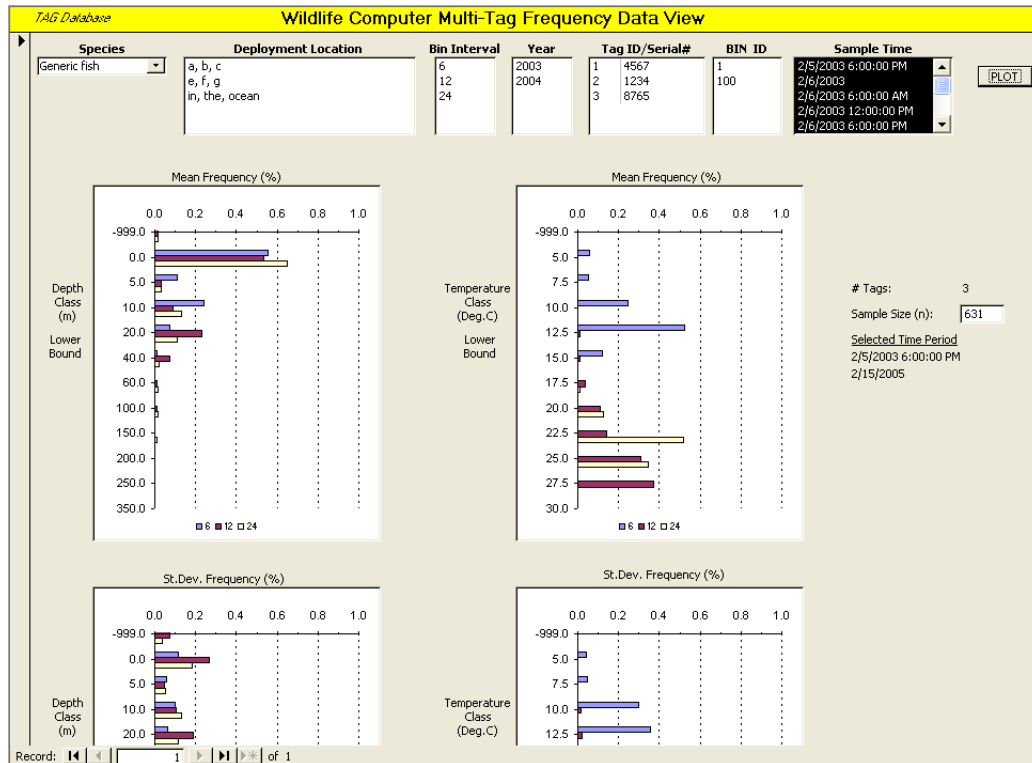 TAG Database
Wildlife Computer Multi-Tag Frequency Data View
Species Deployment Location Bin Interval Year Tag ID/Serial# BIN ID Sample Time
Generic fish a, b, c 6 2003 1 4567 1 2/5/2003 6:00:00 PM
e, f, g 12 2004 2 1234 100 2/6/2003
in, the, ocean 24 3 8765 2/6/2003 6:00:00 AM
2/6/2003 12:00:00 PM
2/6/2003 6:00:00 PM
PLOT
Mean Frequency (%)
0.0 0.2 0.4 0.6 0.8 1.0
-999.0
0.0
5.0
10.0
20.0
40.0
60.0
100.0
150.0
200.0
250.0
350.0
Depth
Class
(m)
Lower
Bound
6 12 24
Mean Frequency (%)
0.0 0.2 0.4 0.6 0.8 1.0
-999.0
5.0
7.5
10.0
12.5
15.0
17.5
20.0
22.5
25.0
27.5
30.0
Temperature
Class
(Deg.C)
Lower
Bound
6 12 24
# Tags: 3
Sample Size (n): 631
Selected Time Period
2/5/2003 6:00:00 PM
2/15/2005
St.Dev. Frequency (%)
0.0 0.2 0.4 0.6 0.8 1.0
-999.0
0.0
5.0
10.0
20.0
Depth
Class
(m)
St.Dev. Frequency (%)
0.0 0.2 0.4 0.6 0.8 1.0
-999.0
5.0
7.5
10.0
12.5
Temperature
Class
(Deg.C)
Record: 1 of 1